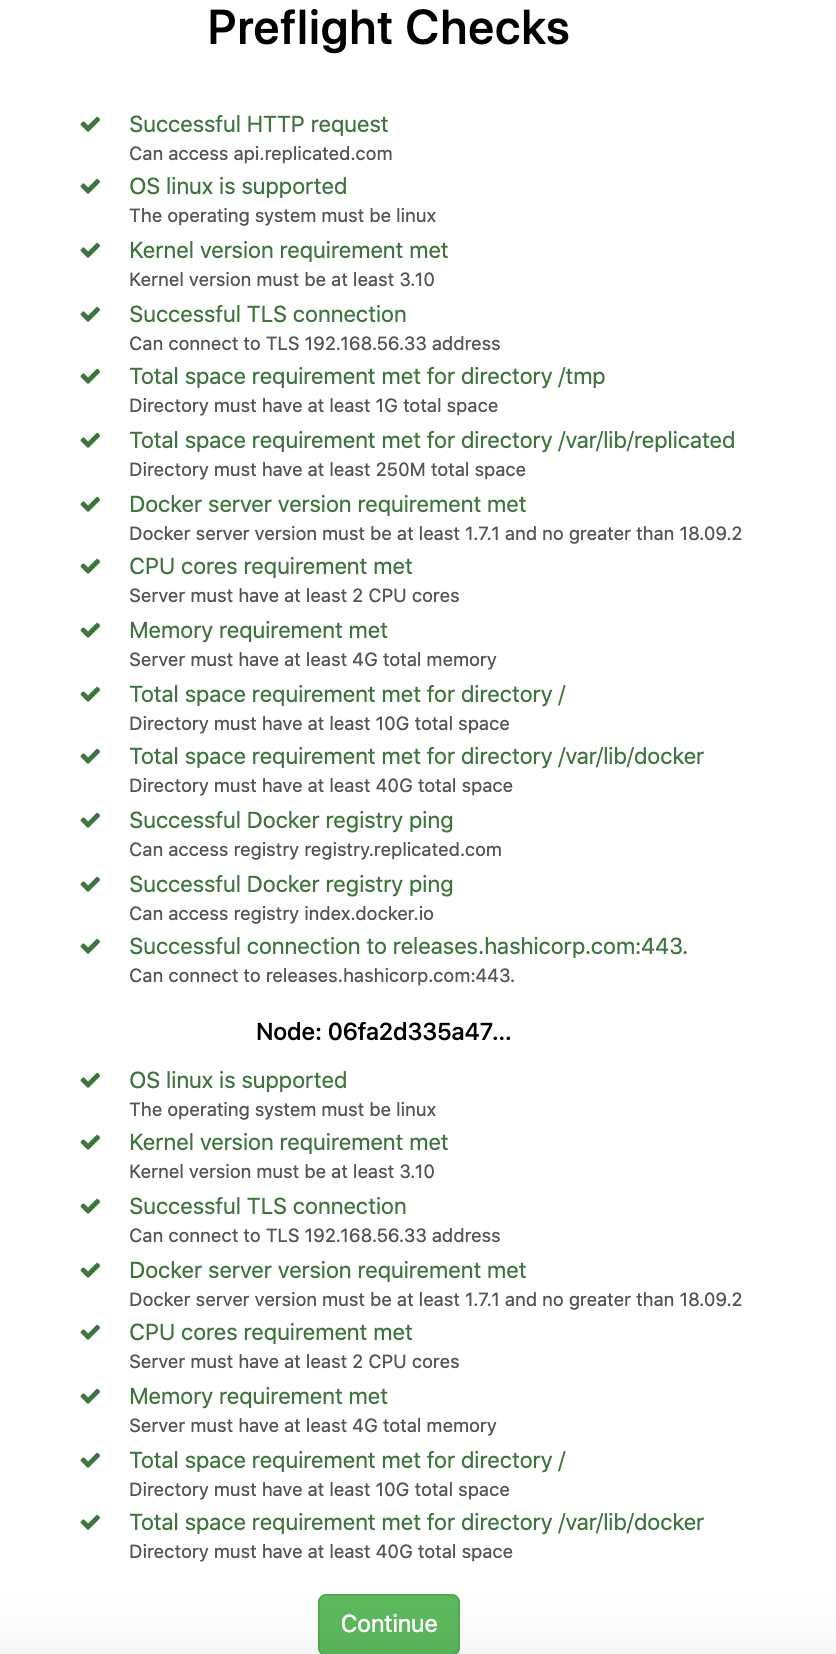 Preflight Checks
Successful HTTP request
Can access api.replicated.com
OS linux is supported
The operating system must be linux
Kernel version requirement met
Kernel version must be at least 3.10
Successful TLS connection
Can connect to TLS 192.168.56.33 address
Total space requirement met for directory /tmp
Directory must have at least 1G total space
Total space requirement met for directory /var/lib/replicated
Directory must have at least 250M total space
Docker server version requirement met
Docker server version must be at least 1.7.1 and no greater than 18.09.2
CPU cores requirement met
Server must have at least 2 CPU cores
Memory requirement met
Server must have at least 4G total memory
Total space requirement met for directory /
Directory must have at least 10G total space
Total space requirement met for directory /var/lib/docker
Directory must have at least 40G total space
Successful Docker registry ping
Can access registry registry.replicated.com
Successful Docker registry ping
Can access registry index.docker.io
Successful connection to releases.hashicorp.com:443.
Can connect to releases.hashicorp.com:443.
Node: 06fa2d335a47...
OS linux is supported
The operating system must be linux
Kernel version requirement met
Kernel version must be at least 3.10
Successful TLS connection
Can connect to TLS 192.168.56.33 address
Docker server version requirement met
Docker server version must be at least 1.7.1 and no greater than 18.09.2
CPU cores requirement met
Server must have at least 2 CPU cores
Memory requirement met
Server must have at least 4G total memory
Total space requirement met for directory /
Directory must have at least 10G total space
Total space requirement met for directory /var/lib/docker
Directory must have at least 40G total space
Continue